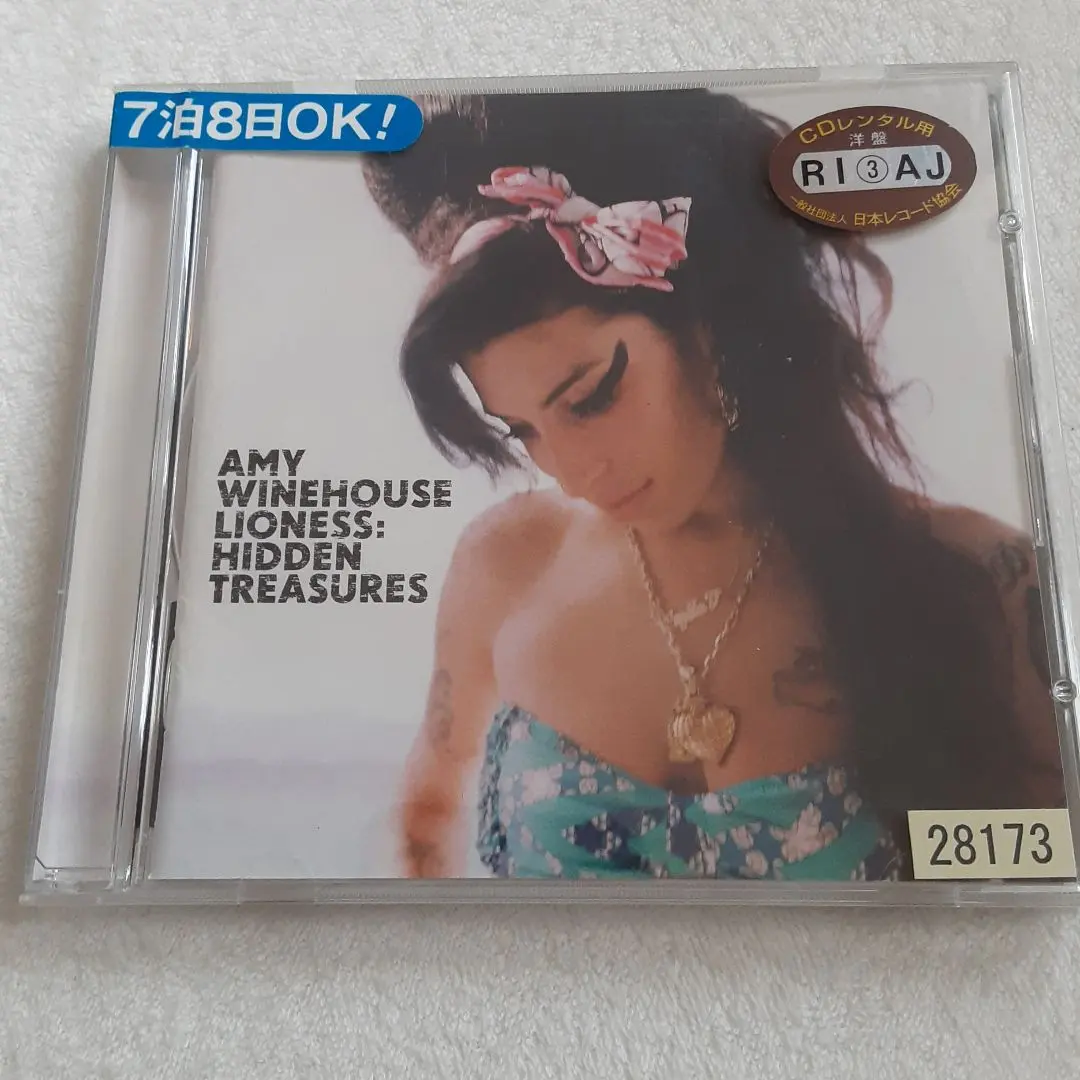 7泊8日OK!
CDレンタル用
洋盤
RI③AJ
一般社団法人 日本レコード協会
AMY
WINEHOUSE
LIONESS:
HIDDEN
TREASURES
28173